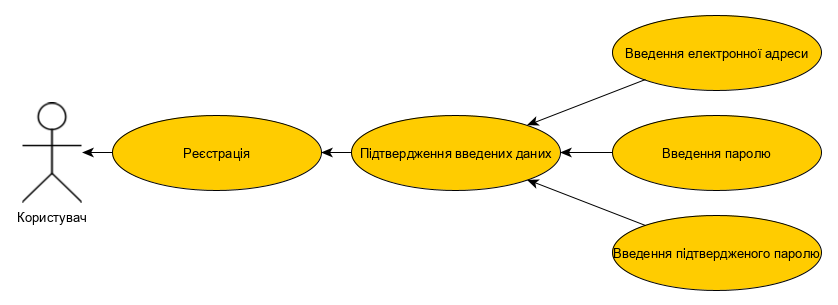 Введення електронної адреси
Реєстрація
Підтвердження введених даних
Введення паролю
Користувач
Введення підтвердженого паролю